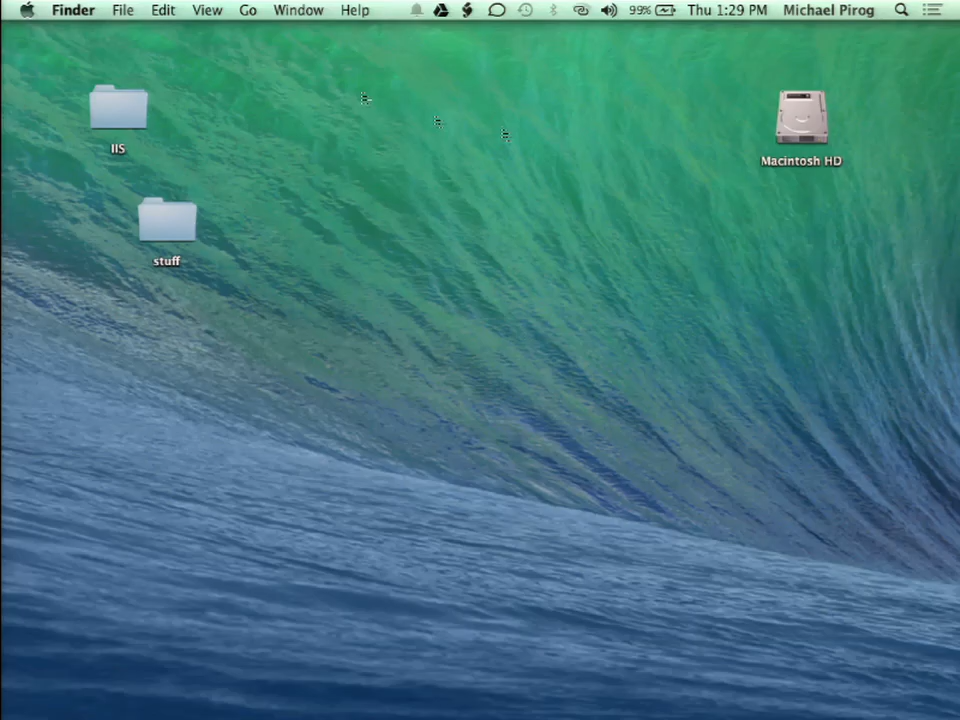 Finder File Edit View Go Window Help 99% Thu 1:29 PM Michael Pirog
IIS
Macintosh HD
stuff